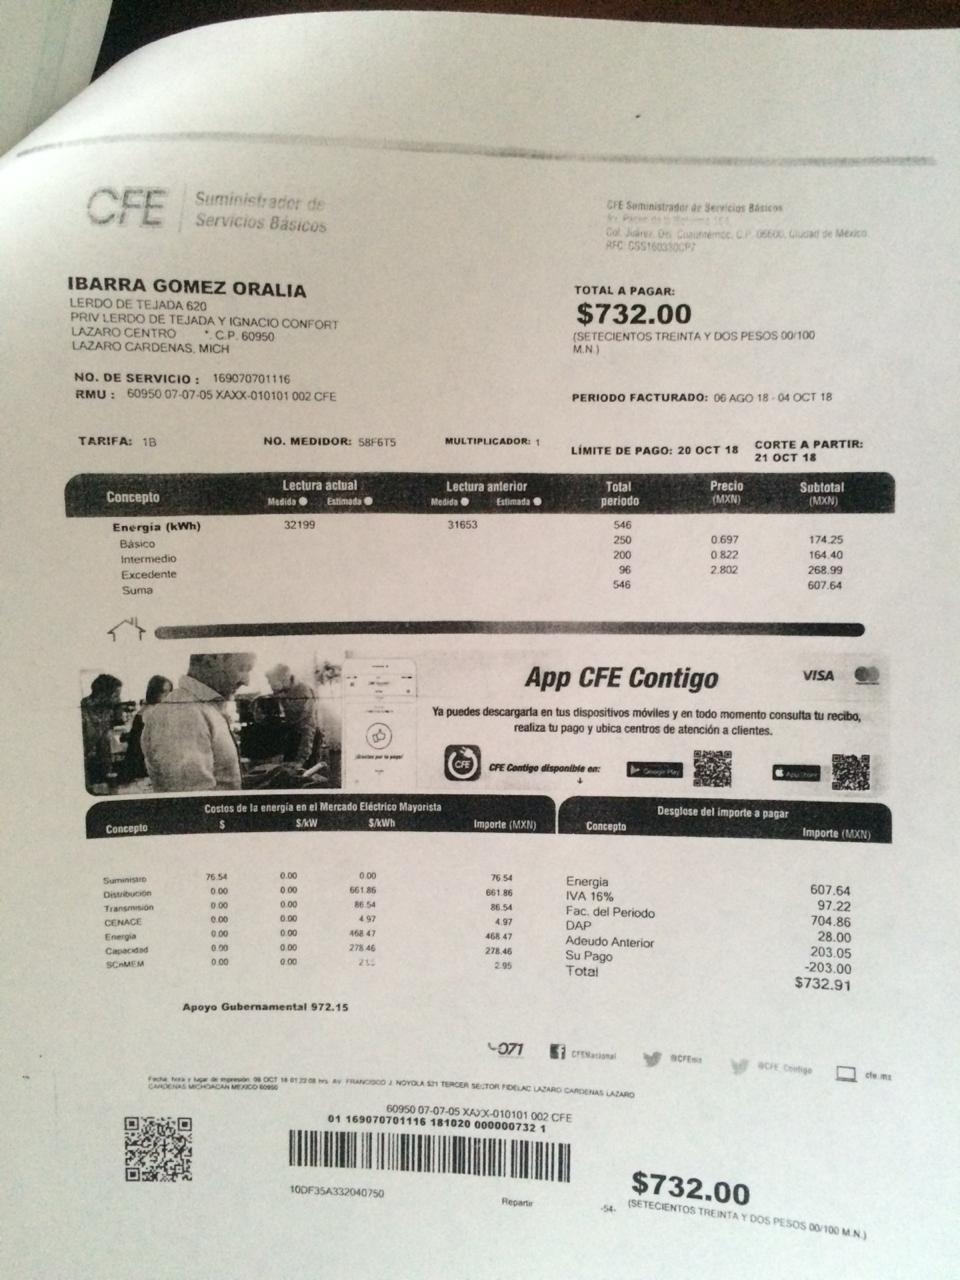 CFE
Suministrador de
Servicios Básicos
CFE Suministrador de Servicios Básicos
Col. Juárez, Del. Cuauhtémoc, C.P. 06600, Ciudad de México
RFC: CSS160330CP7
IBARRA GOMEZ ORALIA
LERDO DE TEJADA 620
PRIV LERDO DE TEJADA Y IGNACIO CONFORT
LAZARO CENTRO *. C.P. 60950
LAZARO CARDENAS, MICH
TOTAL A PAGAR:
$732.00
(SETECIENTOS TREINTA Y DOS PESOS 00/100
M.N.)
NO. DE SERVICIO : 169070701116
RMU : 60950 07-07-05 XAXX-010101 002 CFE
PERIODO FACTURADO: 06 AGO 18 - 04 OCT 18
TARIFA: 1B NO. MEDIDOR: 58F6T5 MULTIPLICADOR: 1
LÍMITE DE PAGO: 20 OCT 18 CORTE A PARTIR:
21 OCT 18
Concepto Lectura actual Lectura anterior Total periodo Precio (MXN) Subtotal (MXN)
Medida Estimada Medida Estimada
Energía (kWh) 32199 31653 546
Básico 250 0.697 174.25
Intermedio 200 0.822 164.40
Excedente 96 2.802 268.99
Suma 546 607.64
App CFE Contigo
VISA
Ya puedes descargarla en tus dispositivos móviles y en todo momento consulta tu recibo,
realiza tu pago y ubica centros de atención a clientes.
¡Gracias por tu pago!
CFE
CFE Contigo disponible en:
Google Play
App Store
Costos de la energía en el Mercado Eléctrico Mayorista
Concepto $ $/kW $/kWh Importe (MXN)
Suministro 76.54 0.00 0.00 76.54
Distribución 0.00 0.00 661.86 661.86
Transmisión 0.00 0.00 86.54 86.54
CENACE 0.00 0.00 4.97 4.97
Energía 0.00 0.00 468.47 468.47
Capacidad 0.00 0.00 278.46 278.46
SCnMEM 0.00 0.00 2.95
Desglose del importe a pagar
Concepto Importe (MXN)
Energía 607.64
IVA 16% 97.22
Fac. del Periodo 704.86
DAP 28.00
Adeudo Anterior 203.05
Su Pago -203.00
Total $732.91
Apoyo Gubernamental 972.15
071
CFENacional
@CFEmx
@CFE_Contigo
cfe.mx
Fecha, hora y lugar de impresión: 08 OCT 18 01:22:08 hrs. AV. FRANCISCO J. NOYOLA 521 TERCER SECTOR FIDELAC LAZARO CARDENAS LAZARO
CARDENAS MICHOACAN MEXICO 60950
60950 07-07-05 XAXX-010101 002 CFE
01 169070701116 181020 000000732 1
10DF35A332040750
Repartir
-54-
$732.00
(SETECIENTOS TREINTA Y DOS PESOS 00/100 M.N.)